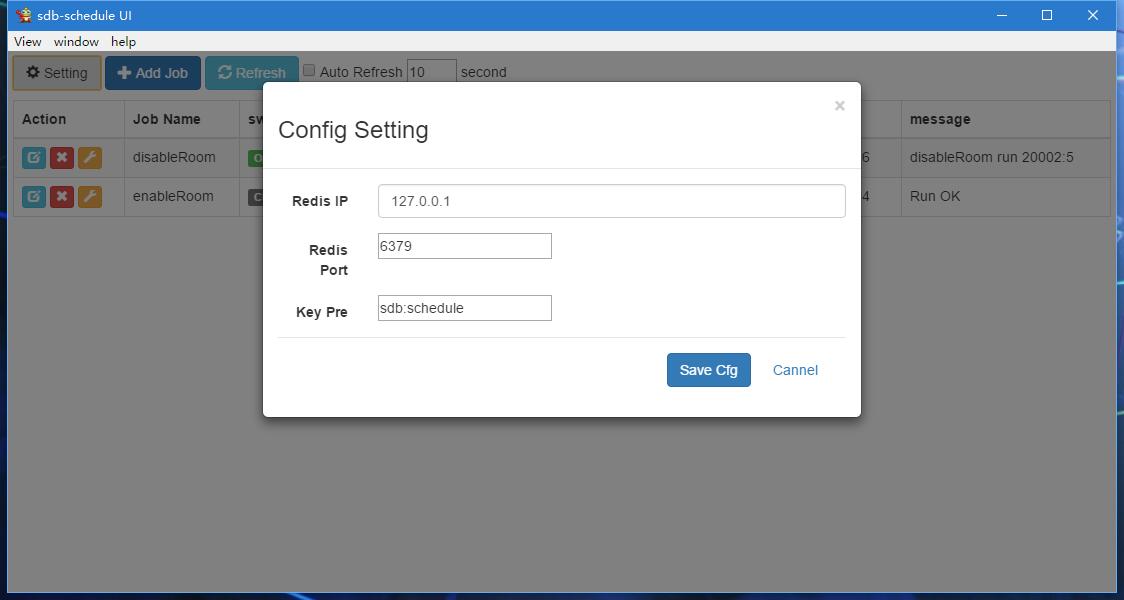 sdb-schedule UI
View window help
Setting Add Job Refresh Auto Refresh 10 second
Action Job Name message
disableRoom 6 disableRoom run 20002:5
enableRoom 4 Run OK
×
Config Setting
Redis IP 127.0.0.1
Redis
Port
6379
Key Pre sdb:schedule
Save Cfg Cannel